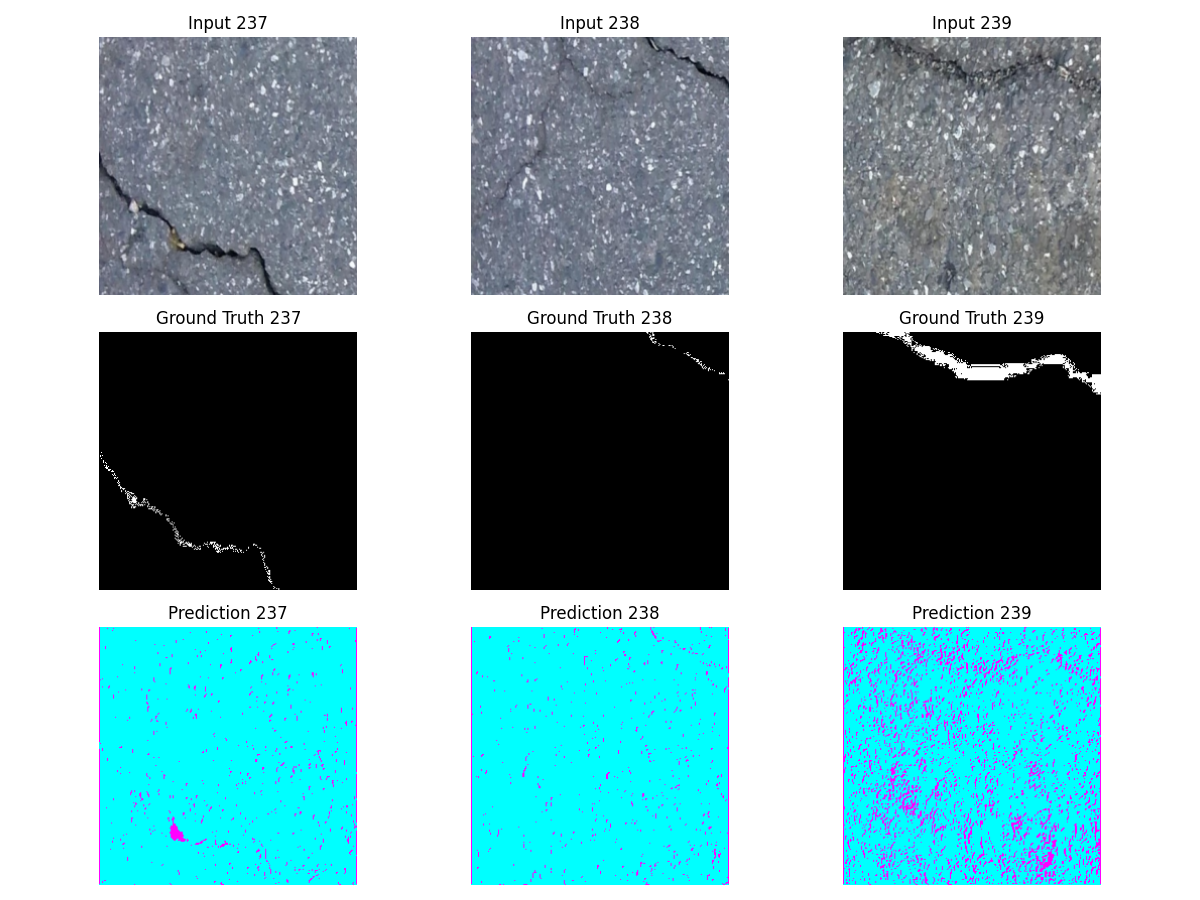 Input 237
Input 238
Input 239
Ground Truth 237
Ground Truth 238
Ground Truth 239
Prediction 237
Prediction 238
Prediction 239